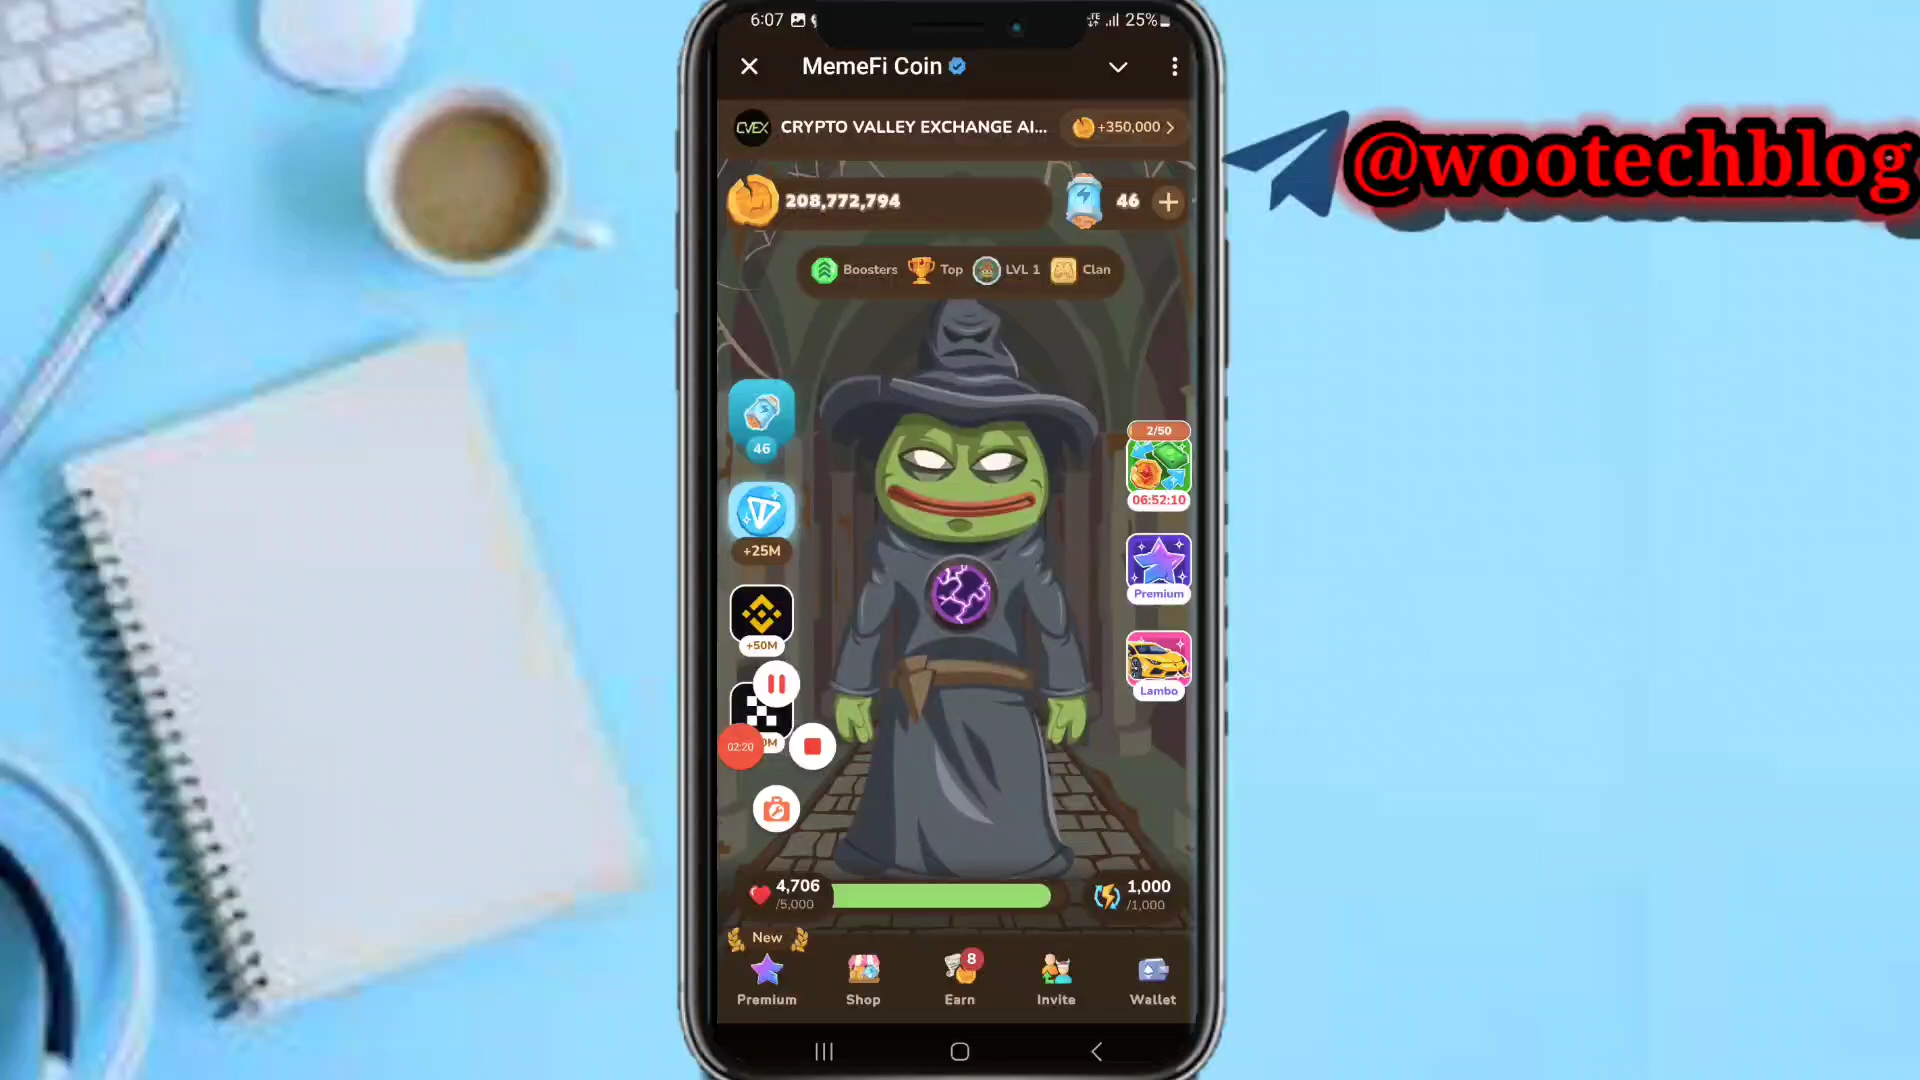 6:07
25%
MemeFi Coin
CVEX
CRYPTO VALLEY EXCHANGE AI...
+350,000
@wootechblog
208,772,794
46
Boosters
Top
LVL 1
Clan
46
2/50
06:52:10
+25M
Premium
+50M
Lambo
02:20
0M
4,706
/5,000
1,000
/1,000
New
8
Premium
Shop
Earn
Invite
Wallet